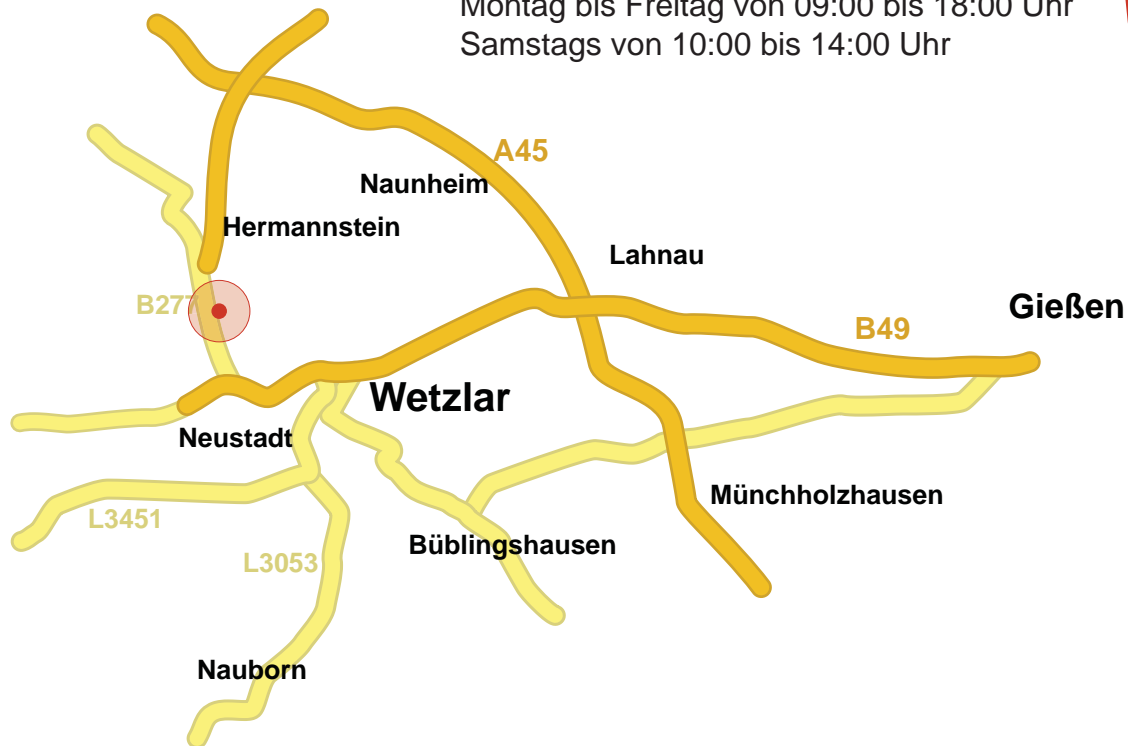 Montag bis Freitag von 09:00 bis 18:00 Uhr
Samstags von 10:00 bis 14:00 Uhr
A45
Naunheim
Hermannstein
Lahnau
B277
Gießen
B49
Wetzlar
Neustadt
Münchholzhausen
L3451
Büblingshausen
L3053
Nauborn